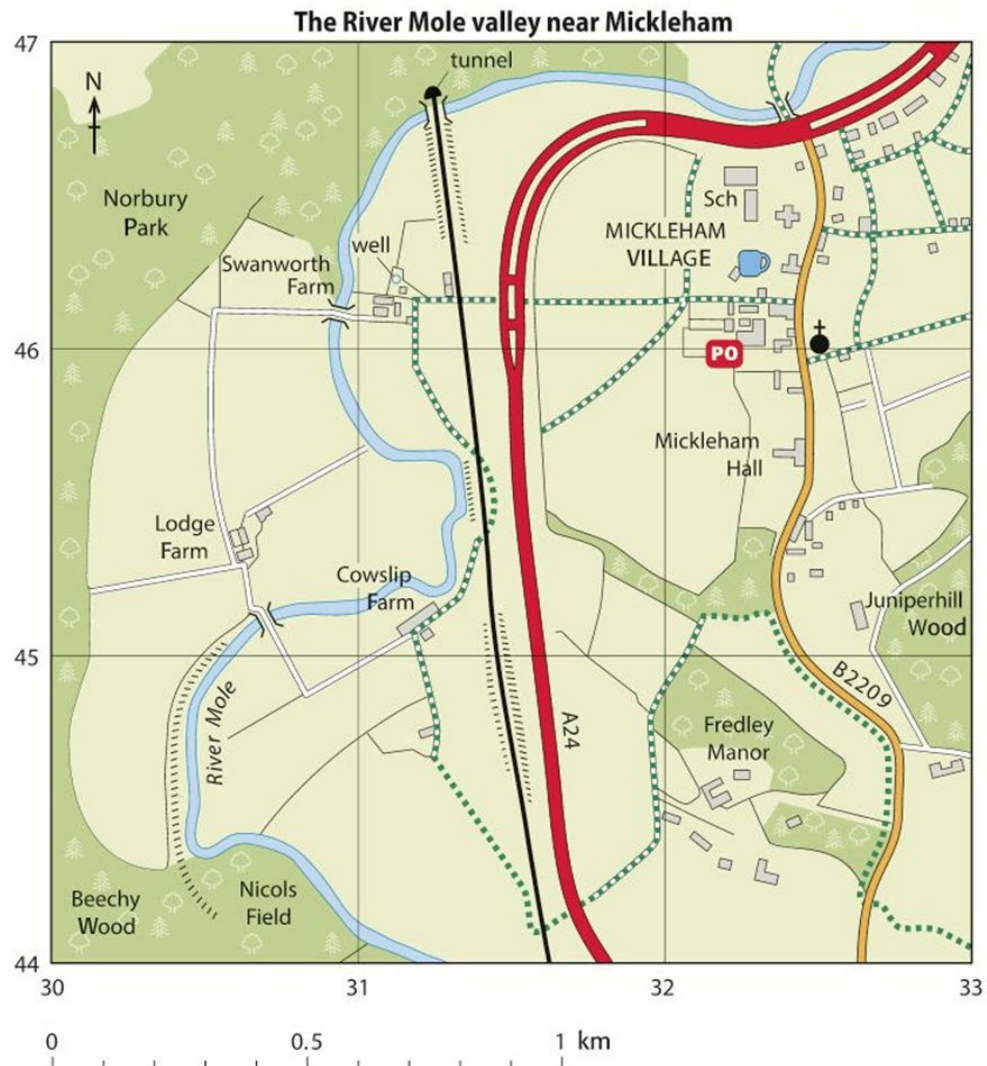 The River Mole valley near Mickleham
47
N
tunnel
Norbury
Park
Sch
MICKLEHAM
VILLAGE
well
Swanworth
Farm
46
PO
Mickleham
Hall
Lodge
Farm
Cowslip
Farm
Juniperhill
Wood
45
River Mole
A24
B2209
Fredley
Manor
Beechy
Wood
Nicols
Field
44
30
31
32
33
0
0.5
1 km